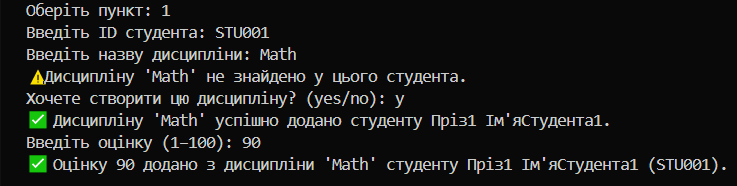 Оберіть пункт: 1
Введіть ID студента: STU001
Введіть назву дисципліни: Math
⚠️Дисципліну 'Math' не знайдено у цього студента.
Хочете створити цю дисципліну? (yes/no): y
✅ Дисципліну 'Math' успішно додано студенту Пріз1 Ім'яСтудента1.
Введіть оцінку (1–100): 90
✅ Оцінку 90 додано з дисципліни 'Math' студенту Пріз1 Ім'яСтудента1 (STU001).